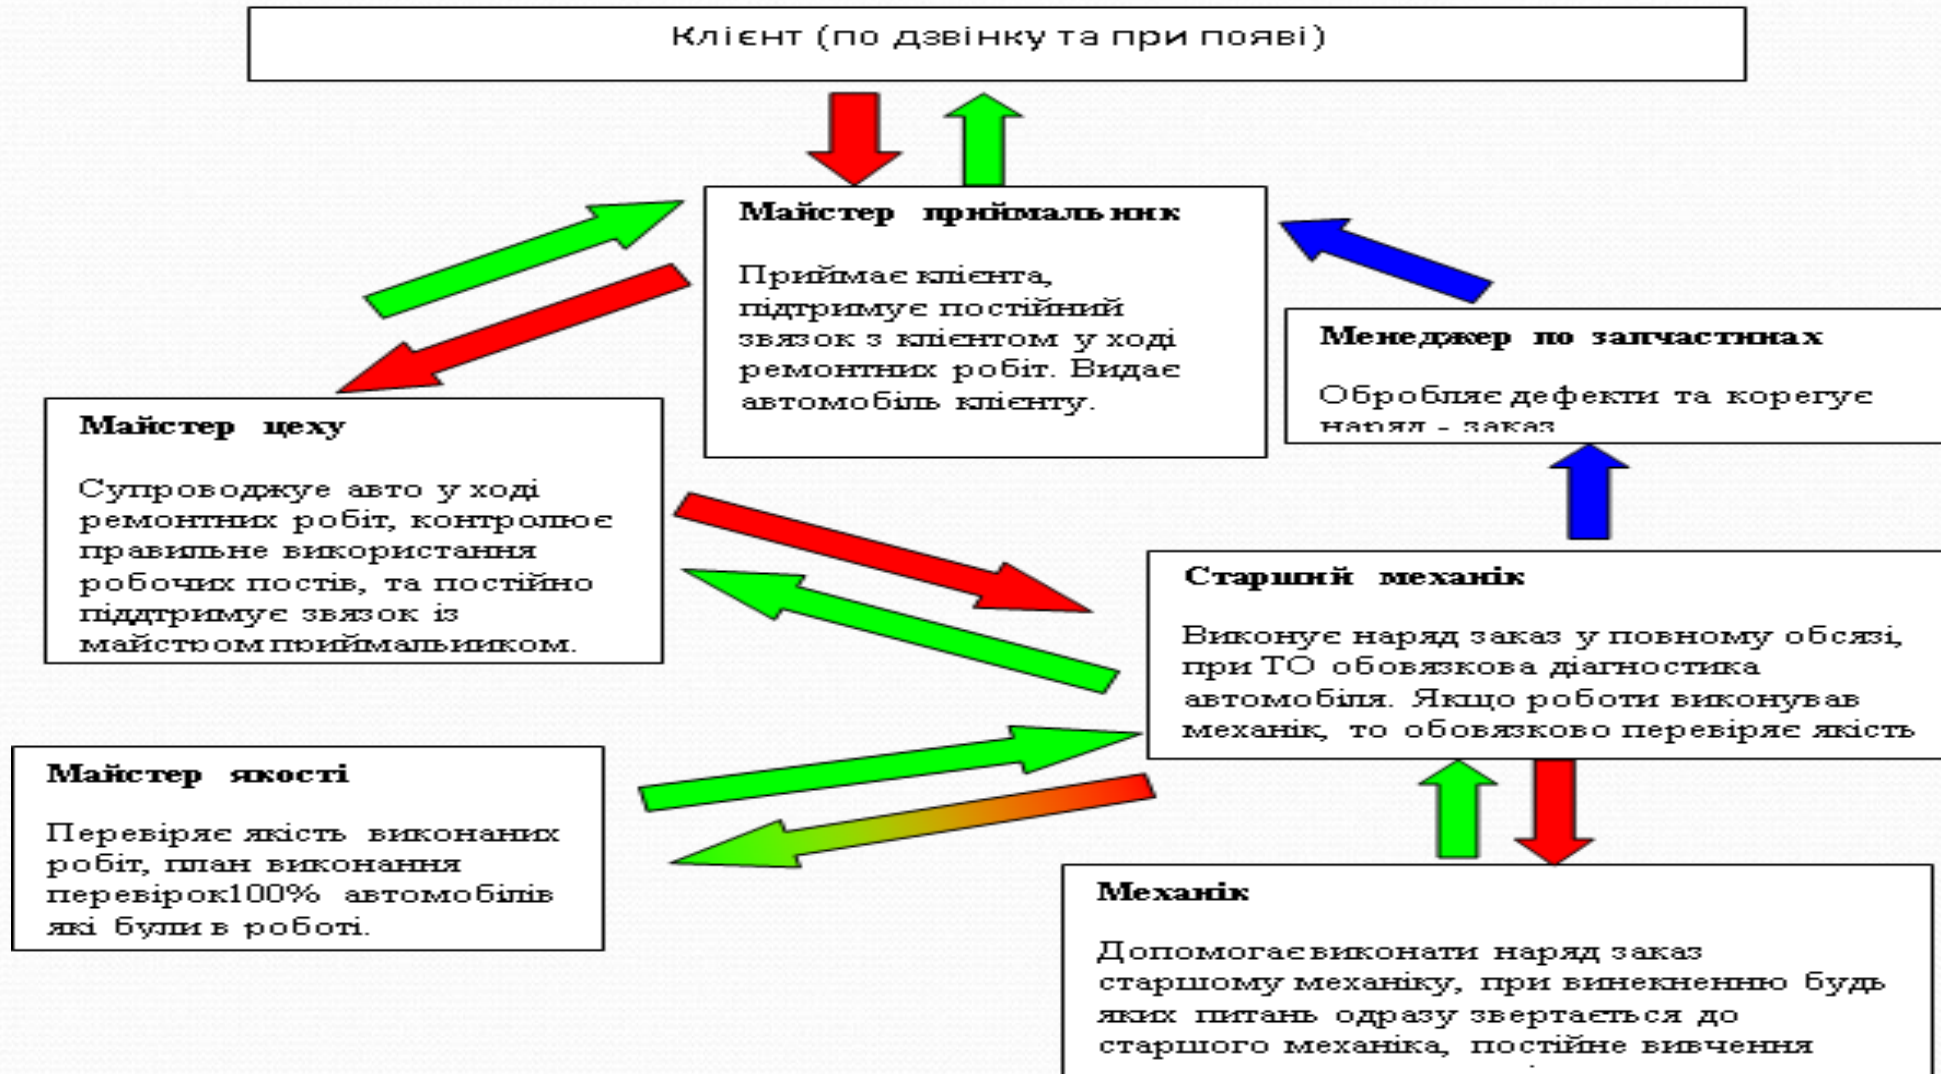 Клієнт (по дзвінку та при появі)
Майстер приймальник
Приймає клієнта,
підтримує постійний
звязок з клієнтом у ході
ремонтних робіт. Видає
автомобіль клієнту.
Менеджер по запчастинах
Обробляє дефекти та корегує
наряд - заказ
Майстер цеху
Супроводжує авто у ході
ремонтних робіт, контролює
правильне використання
робочих постів, та постійно
піддтримує звязок із
майстром приймальником.
Старший механік
Виконує наряд заказ у повному обсязі,
при ТО обовязкова діагностика
автомобіля. Якщо роботи виконував
механік, то обовязково перевіряє якість
Майстер якості
Перевіряє якість виконаних
робіт, план виконання
перевірок100% автомобілів
які були в роботі.
Механік
Допомогає виконати наряд заказ
старшому механіку, при винекненню будь
яких питань одразу звертається до
старшого механіка, постійне вивчення